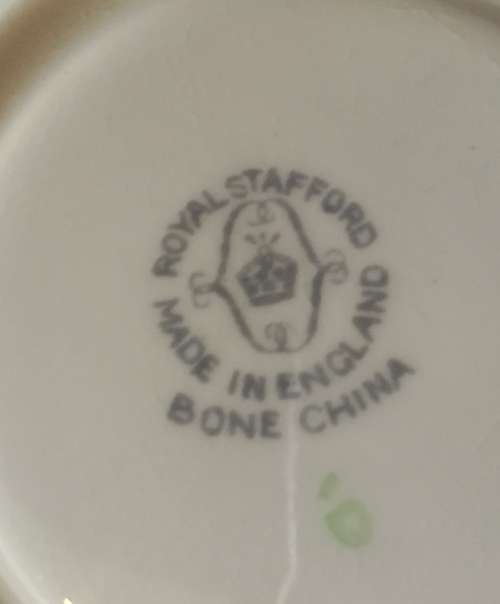 ROYAL STAFFORD
MADE IN ENGLAND
BONE CHINA